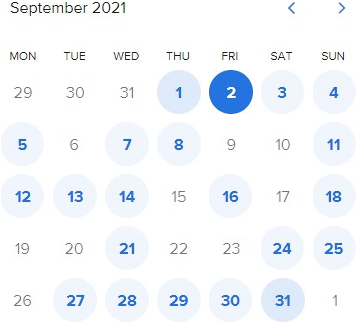 September 2021
MON TUE WED THU FRI SAT SUN
29 30 31 1 2 3 4
5 6 7 8 9 10 11
12 13 14 15 16 17 18
19 20 21 22 23 24 25
26 27 28 29 30 31 1